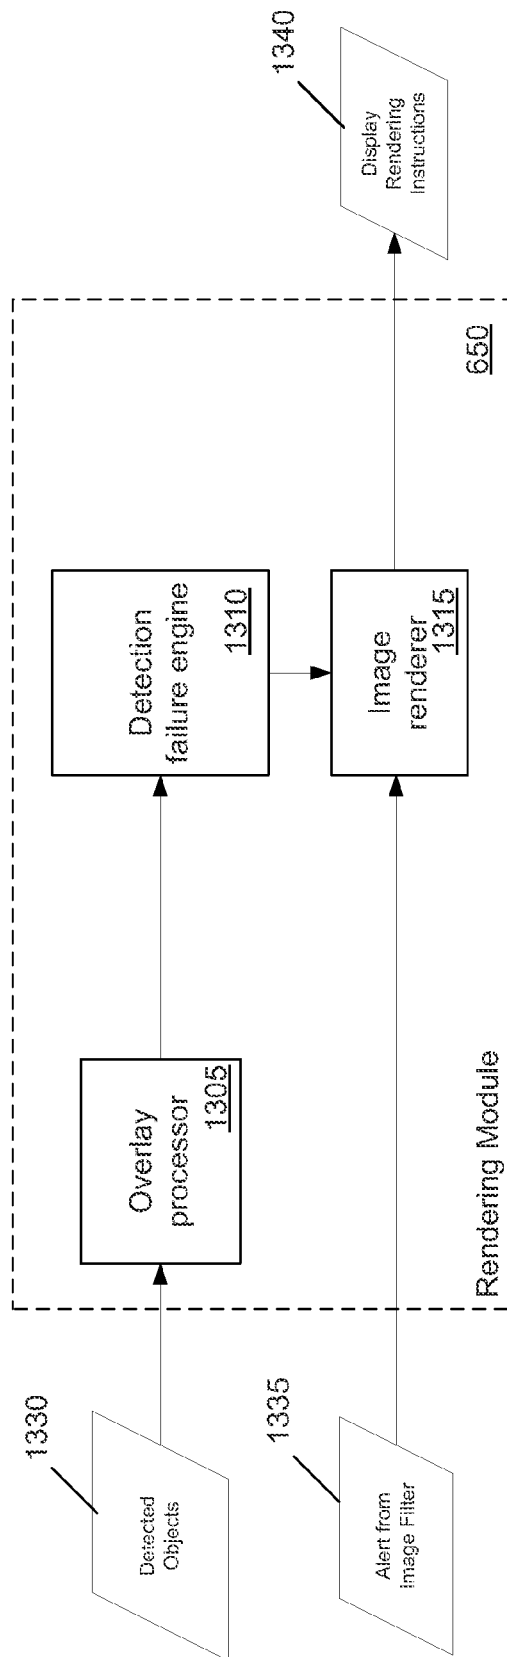 1330
Detected
Objects
1335
Alert from
Image Filter
Overlay
processor
1305
Detection
failure engine
1310
Image
renderer
1315
Rendering Module
650
1340
Display
Rendering
Instructions